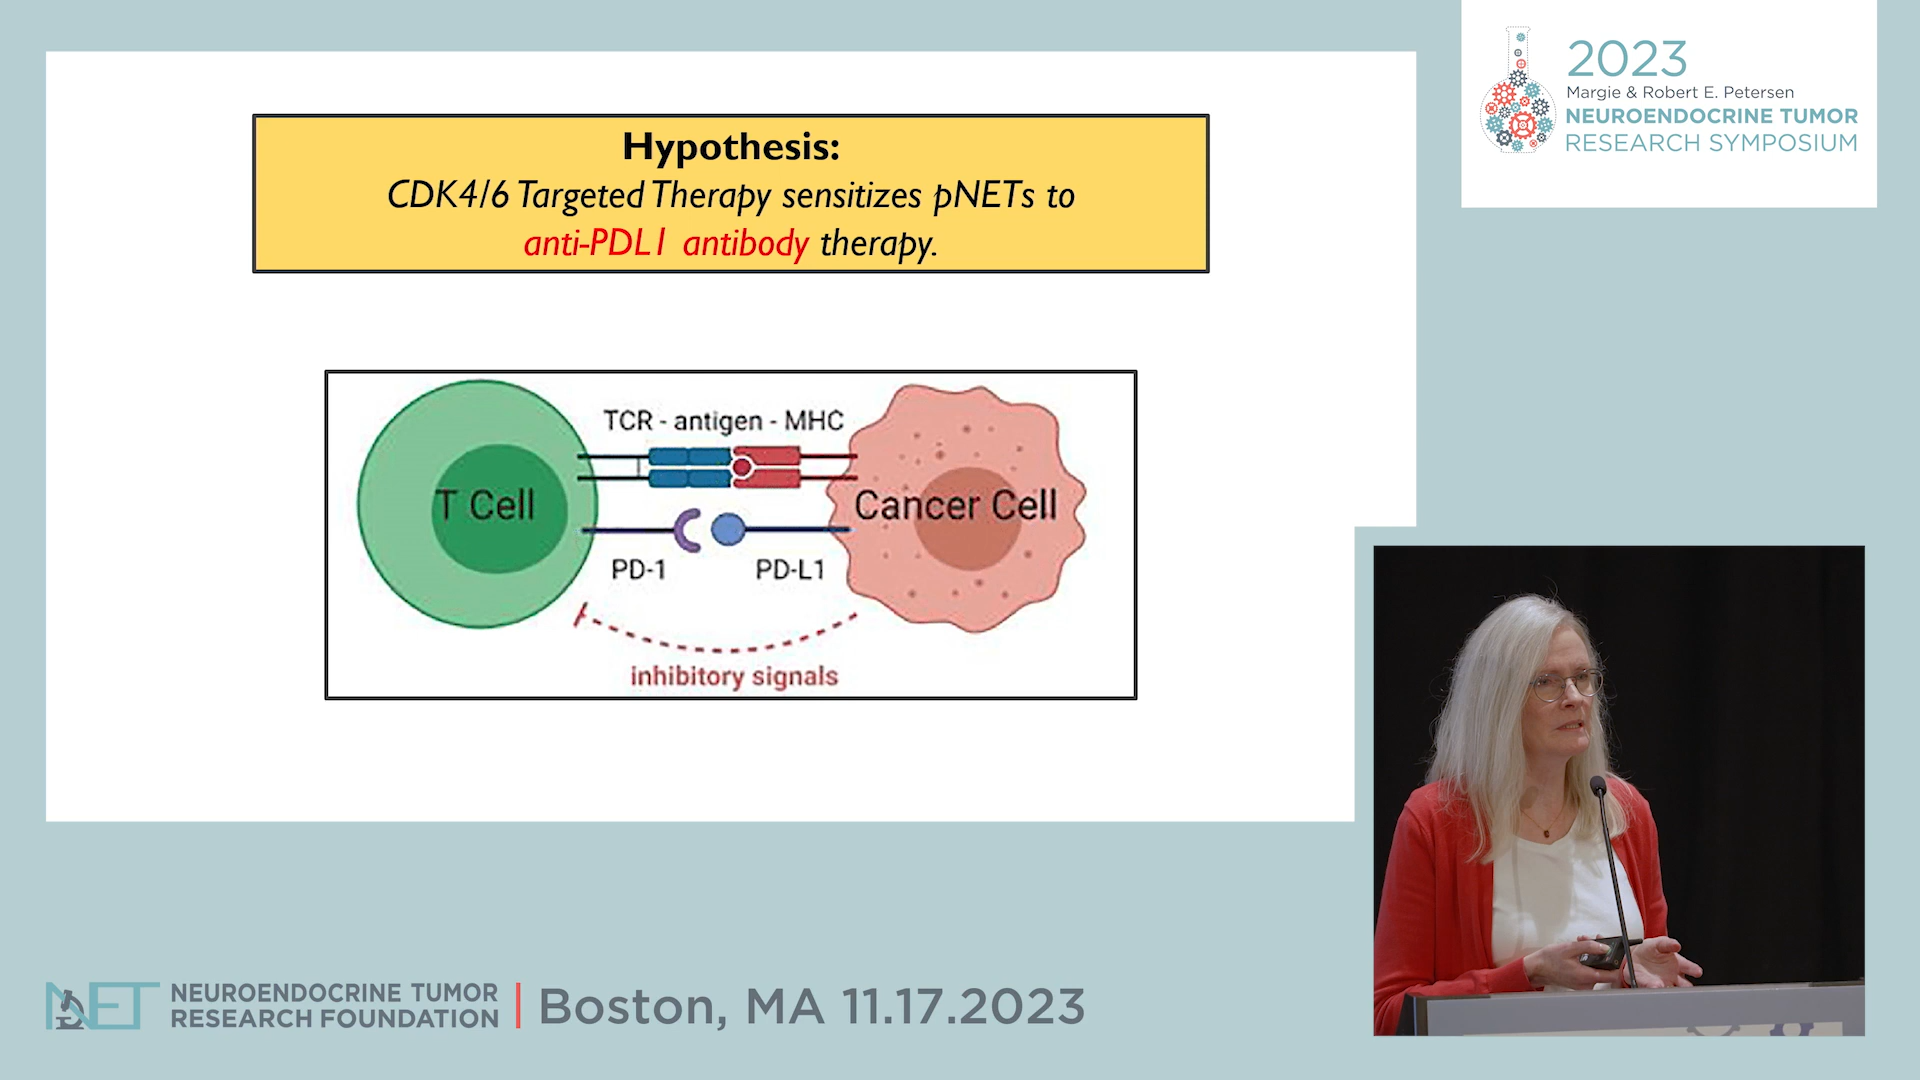 Hypothesis:
CDK4/6 Targeted Therapy sensitizes pNETs to
anti-PDL1 antibody therapy.
TCR - antigen - MHC
T Cell
Cancer Cell
PD-1
PD-L1
inhibitory signals
2023
Margie & Robert E. Petersen
NEUROENDOCRINE TUMOR
RESEARCH SYMPOSIUM
NET
NEUROENDOCRINE TUMOR
RESEARCH FOUNDATION
Boston, MA 11.17.2023